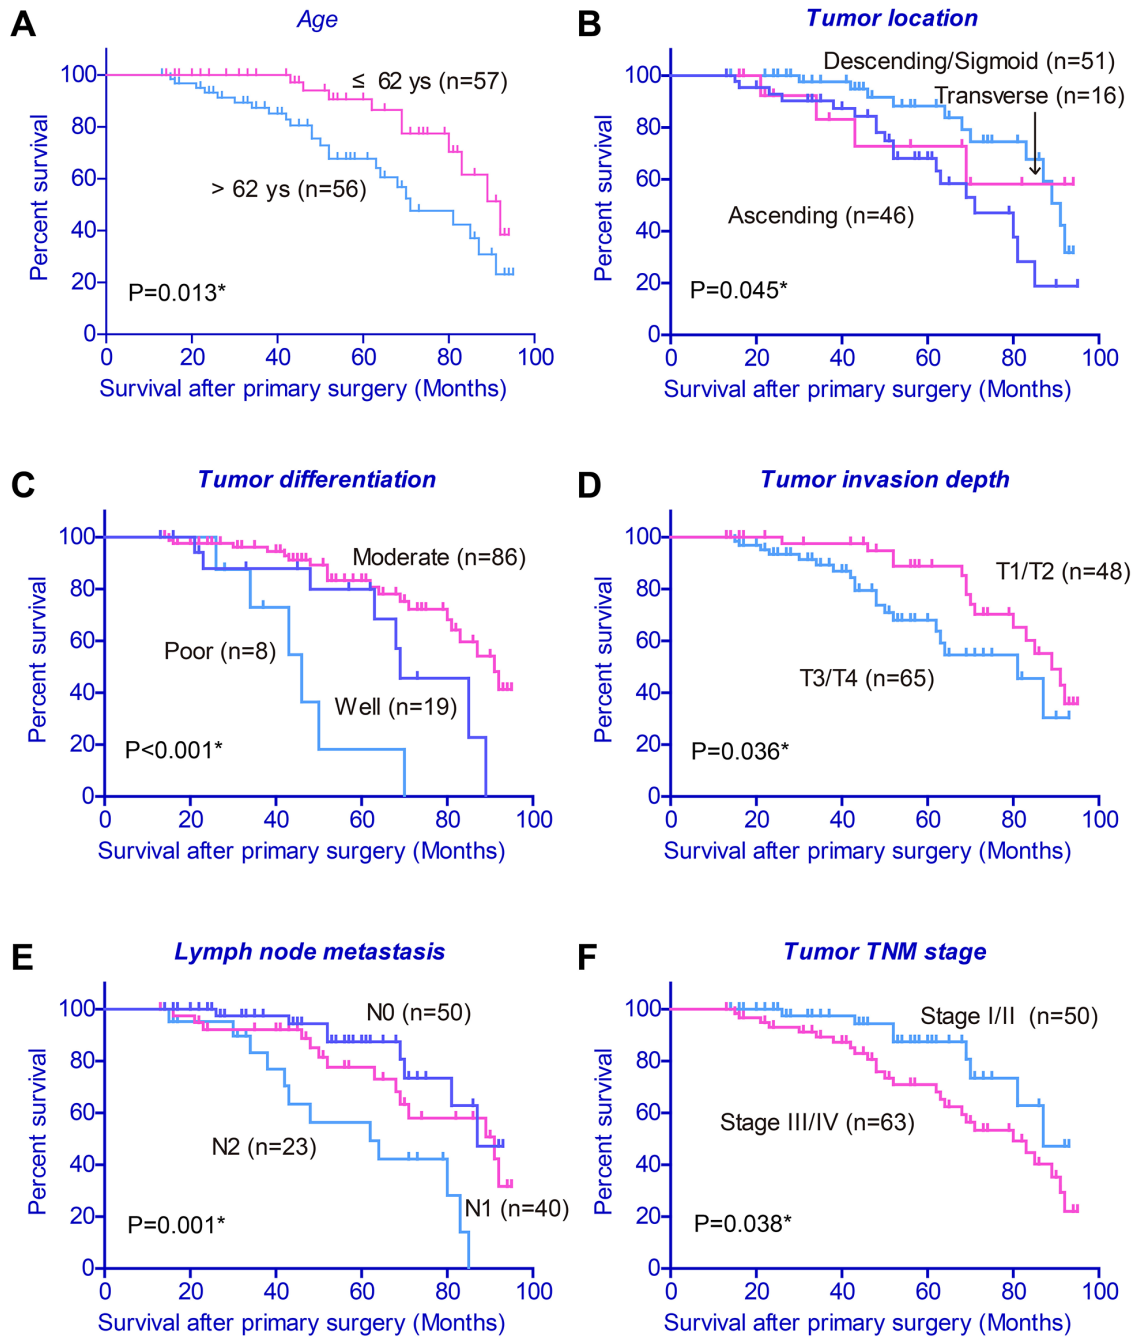 A
Age
100
80
60
40
20
0
Percent survival
≤ 62 ys (n=57)
> 62 ys (n=56)
P=0.013*
0 20 40 60 80 100
Survival after primary surgery (Months)
B
Tumor location
100
80
60
40
20
0
Percent survival
Descending/Sigmoid (n=51)
Transverse (n=16)
Ascending (n=46)
P=0.045*
0 20 40 60 80 100
Survival after primary surgery (Months)
C
Tumor differentiation
100
80
60
40
20
0
Percent survival
Moderate (n=86)
Poor (n=8)
Well (n=19)
P<0.001*
0 20 40 60 80 100
Survival after primary surgery (Months)
D
Tumor invasion depth
100
80
60
40
20
0
Percent survival
T1/T2 (n=48)
T3/T4 (n=65)
P=0.036*
0 20 40 60 80 100
Survival after primary surgery (Months)
E
Lymph node metastasis
100
80
60
40
20
0
Percent survival
N0 (n=50)
N2 (n=23)
N1 (n=40)
P=0.001*
0 20 40 60 80 100
Survival after primary surgery (Months)
F
Tumor TNM stage
100
80
60
40
20
0
Percent survival
Stage I/II (n=50)
Stage III/IV (n=63)
P=0.038*
0 20 40 60 80 100
Survival after primary surgery (Months)